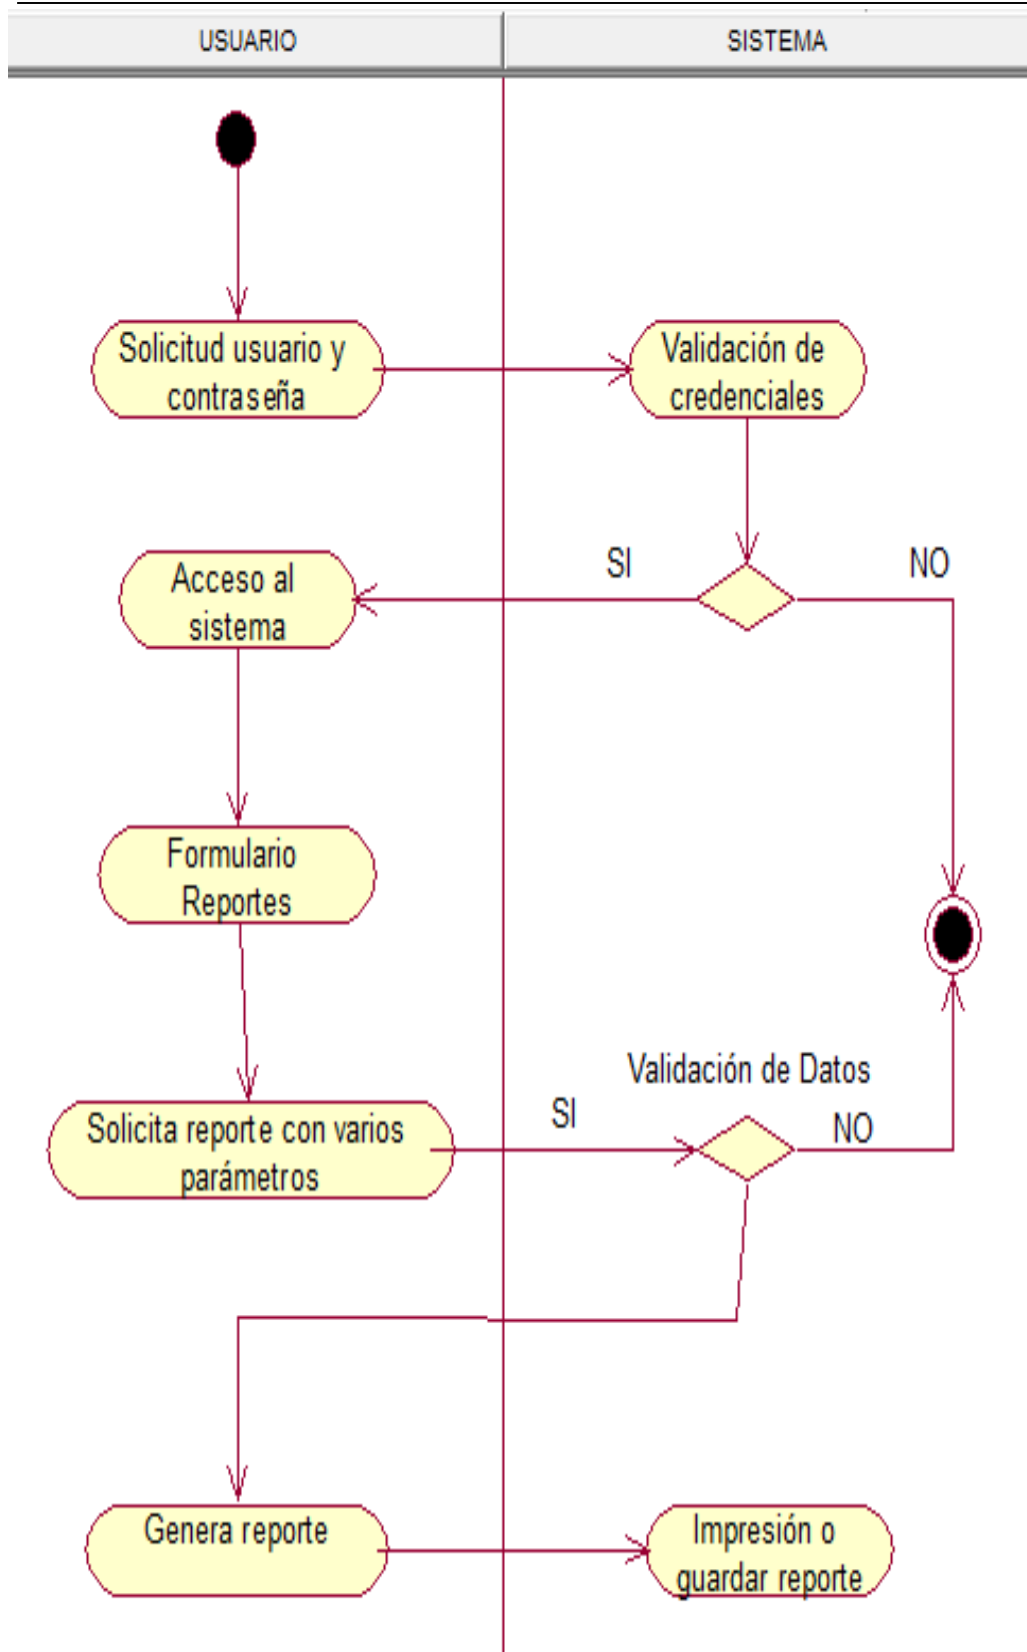 USUARIO
SISTEMA
Solicitud usuario y
contraseña
Validación de
credenciales
SI
NO
Acceso al
sistema
Formulario
Reportes
Validación de Datos
SI
NO
Solicita reporte con varios
parámetros
Genera reporte
Impresión o
guardar reporte